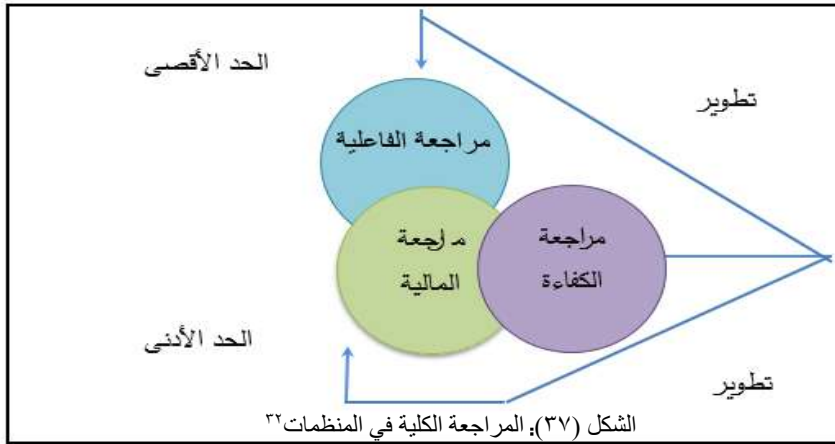 الحد الأقصى
تطوير
مراجعة الفاعلية
مراجعة
الكفاءة
مراجعة
المالية
الحد الأدنى
تطوير
الشكل (٣٧): المراجعة الكلية في المنظمات٣٢